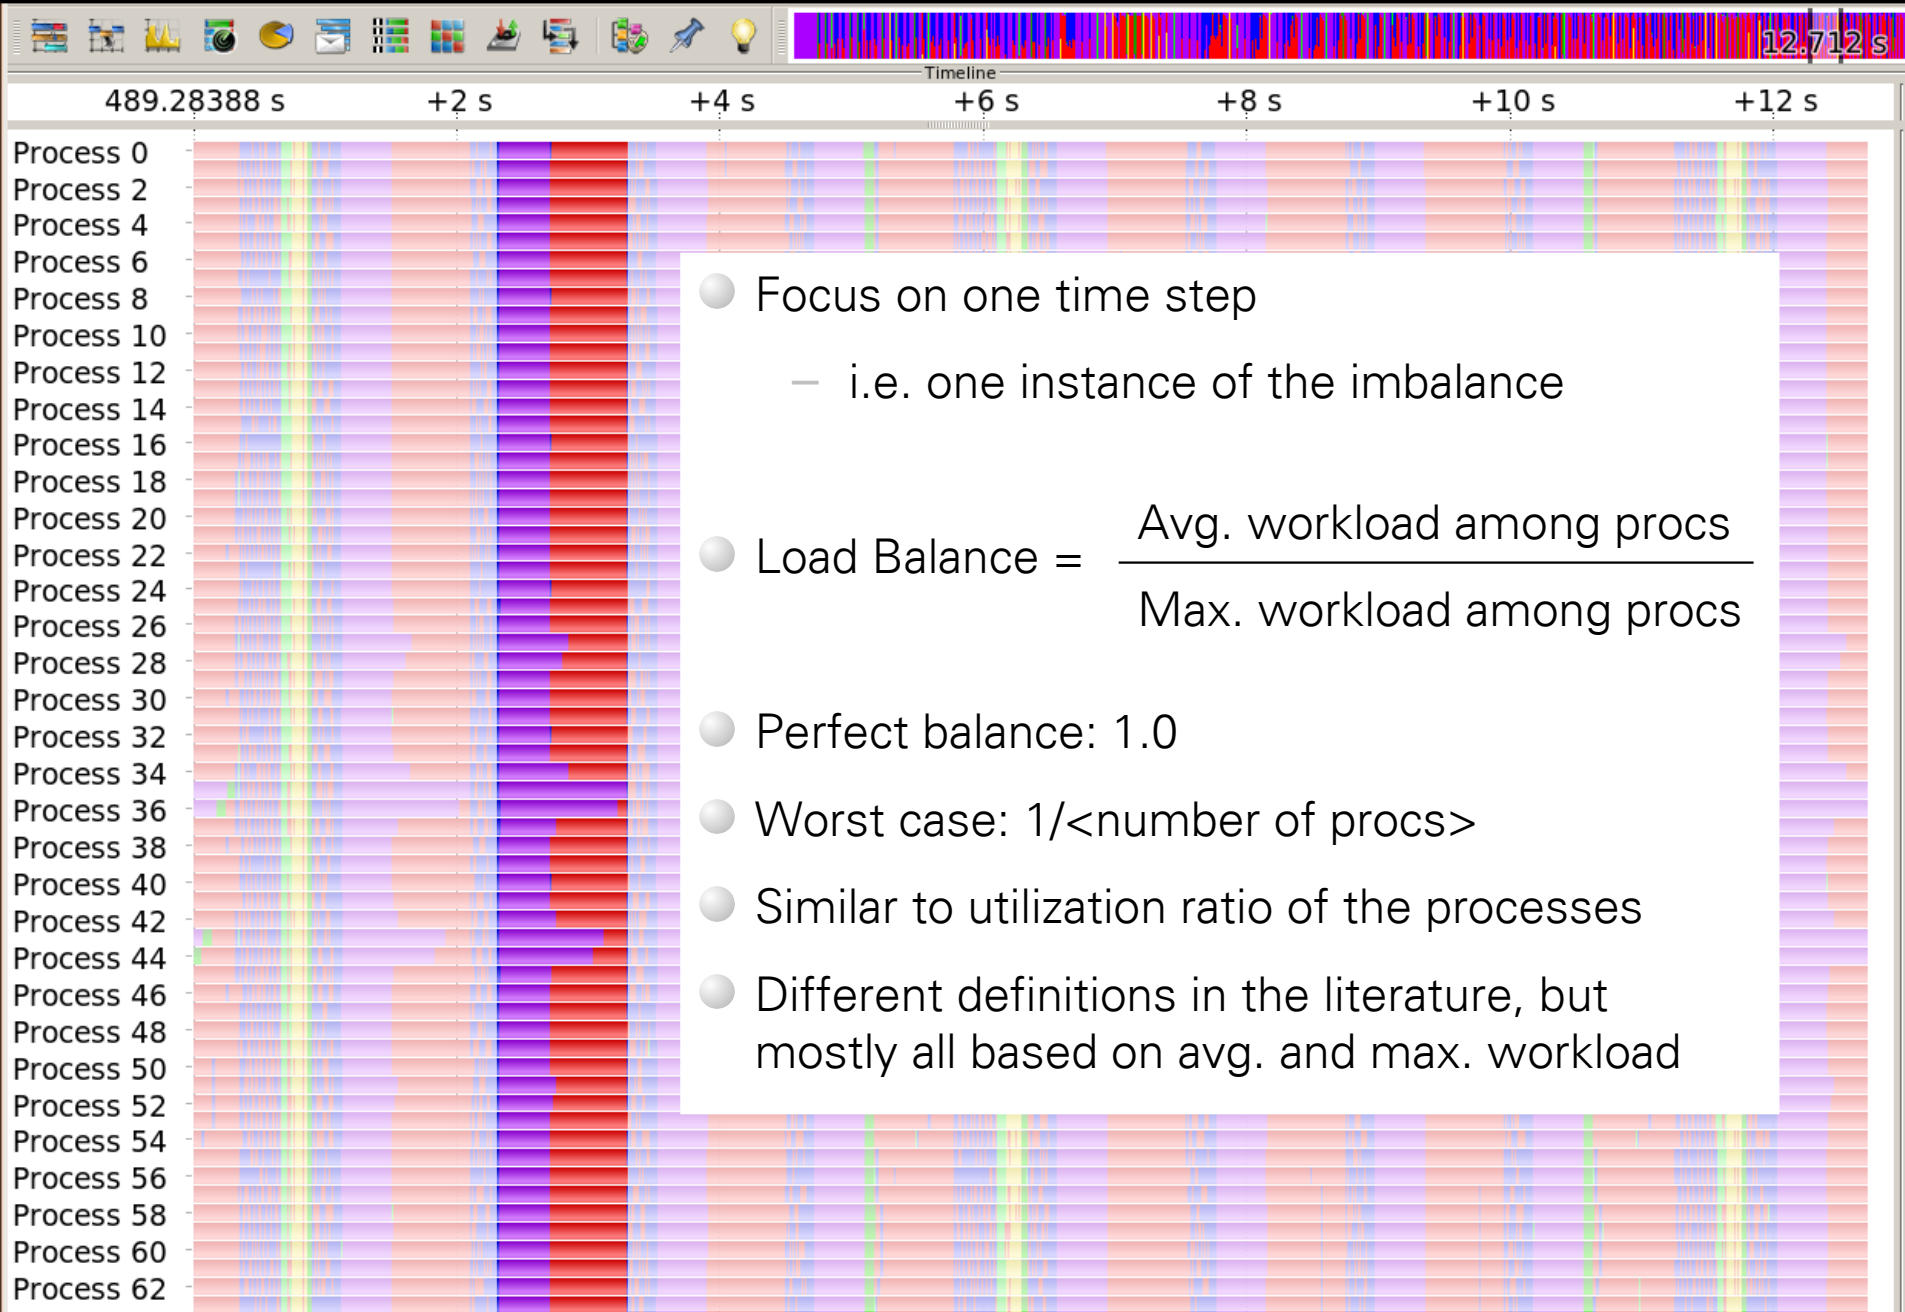 12.712 s
Timeline
489.28388 s +2 s +4 s +6 s +8 s +10 s +12 s
Process 0
Process 2
Process 4
Process 6
Process 8
Process 10
Process 12
Process 14
Process 16
Process 18
Process 20
Process 22
Process 24
Process 26
Process 28
Process 30
Process 32
Process 34
Process 36
Process 38
Process 40
Process 42
Process 44
Process 46
Process 48
Process 50
Process 52
Process 54
Process 56
Process 58
Process 60
Process 62
Focus on one time step
– i.e. one instance of the imbalance
Avg. workload among procs
Load Balance =
Max. workload among procs
Perfect balance: 1.0
Worst case: 1/<number of procs>
Similar to utilization ratio of the processes
Different definitions in the literature, but
mostly all based on avg. and max. workload